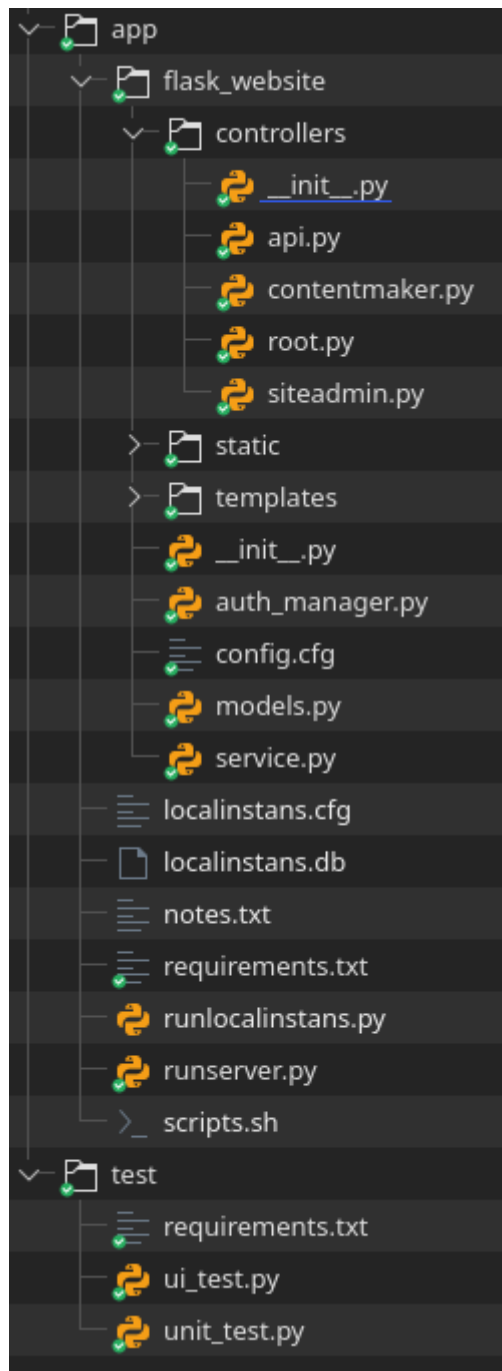 app
flask_website
controllers
__init__.py
api.py
contentmaker.py
root.py
siteadmin.py
static
templates
__init__.py
auth_manager.py
config.cfg
models.py
service.py
localinstans.cfg
localinstans.db
notes.txt
requirements.txt
runlocalinstans.py
runserver.py
scripts.sh
test
requirements.txt
ui_test.py
unit_test.py